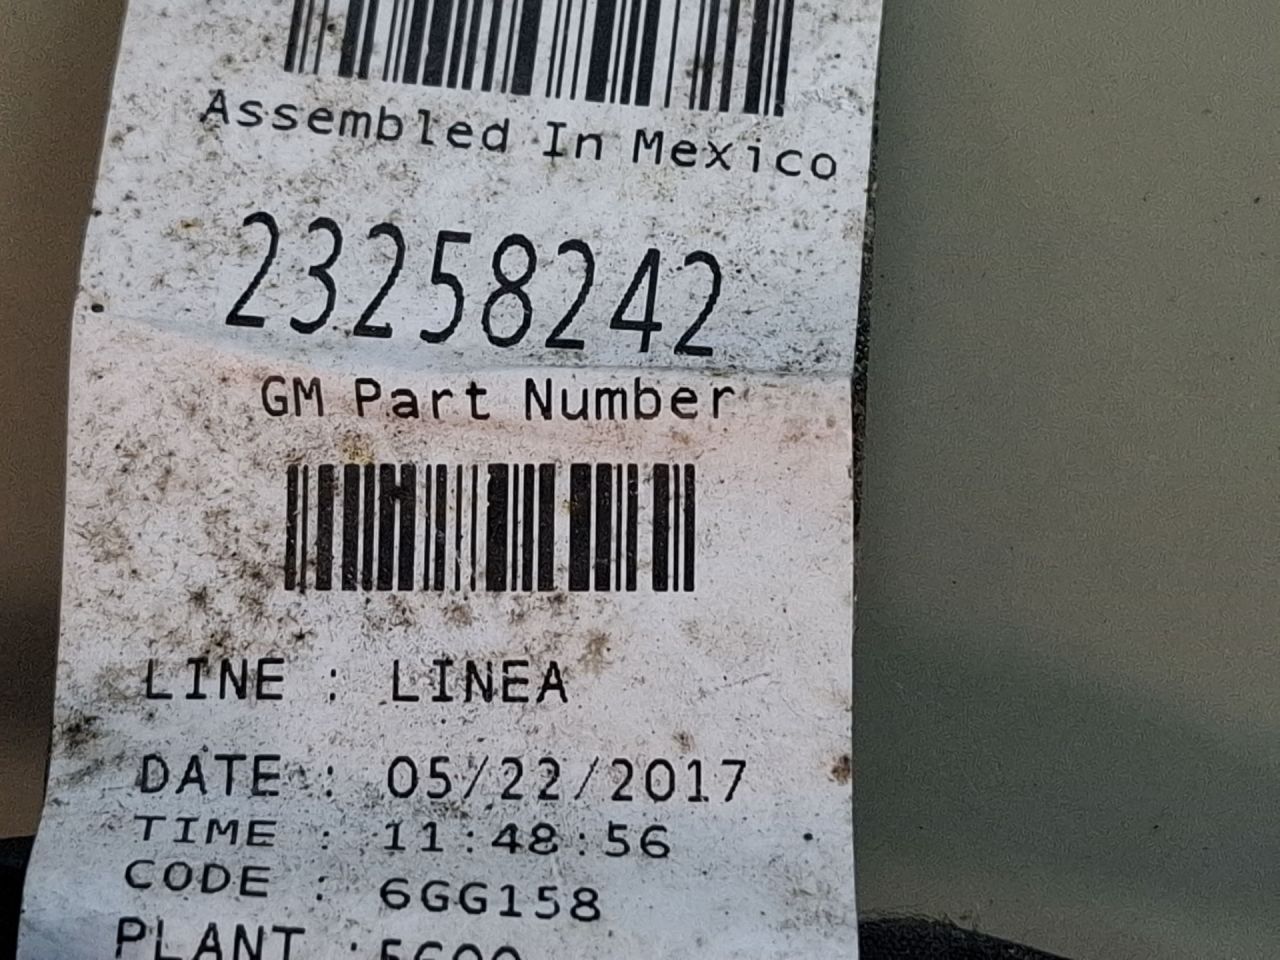 Assembled In Mexico
23258242
GM Part Number
LINE : LINEA
DATE : 05/22/2017
TIME : 11:48:56
CODE : 6GG158
PLANT :